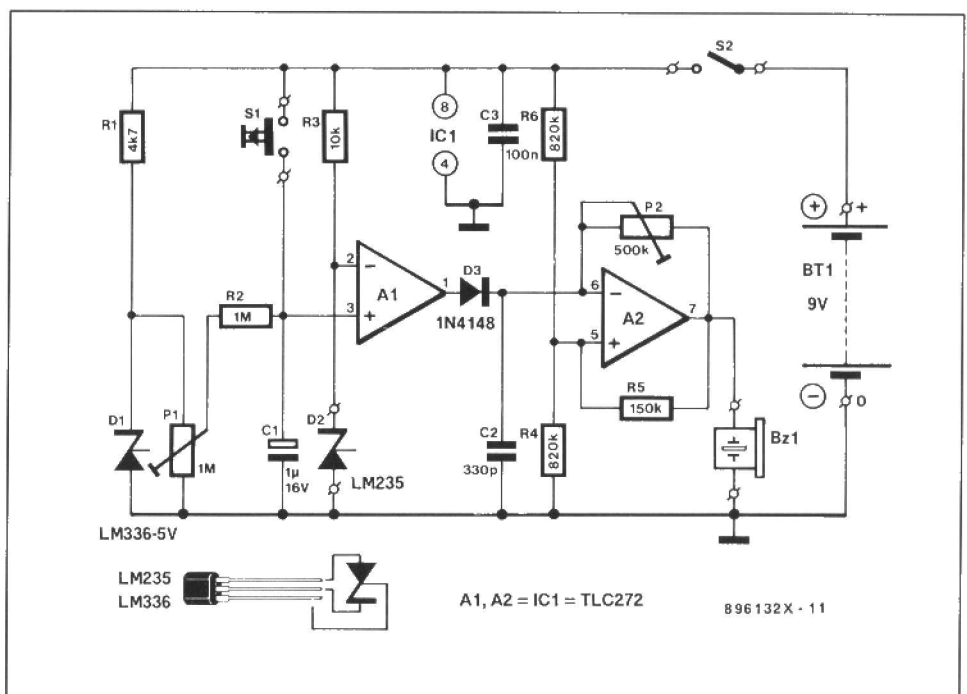 S2
R1
4k7
S1
R3
10k
8
IC1
4
C3
100n
R6
820k
P2
500k
+
+
BT1
9V
−
0
2
−
A1
3
+
1
D3
1N4148
6
−
A2
5
+
7
R2
1M
R5
150k
D1
P1
1M
C1
1µ
16V
D2
LM235
C2
330p
R4
820k
Bz1
LM336-5V
LM235
LM336
A1, A2 = IC1 = TLC272
896132X - 11